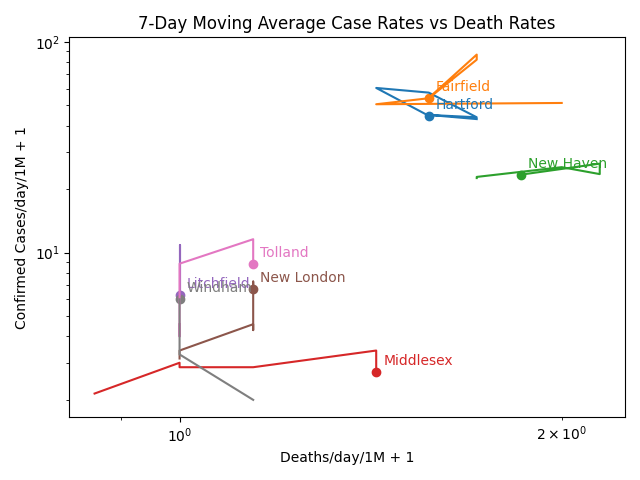 7-Day Moving Average Case Rates vs Death Rates
10²
Fairfield
Hartford
New Haven
10¹
Tolland
Litchfield
Windham
New London
Middlesex
Confirmed Cases/day/1M + 1
10⁰
2 × 10⁰
Deaths/day/1M + 1